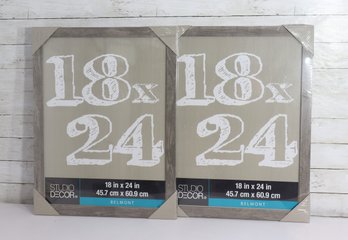 18x
24
STUDIO
DECOR®
18 in x 24 in
45.7 cm x 60.9 cm
BELMONT
18x
24
STUDIO
DECOR®
18 in x 24 in
45.7 cm x 60.9 cm
BELMONT